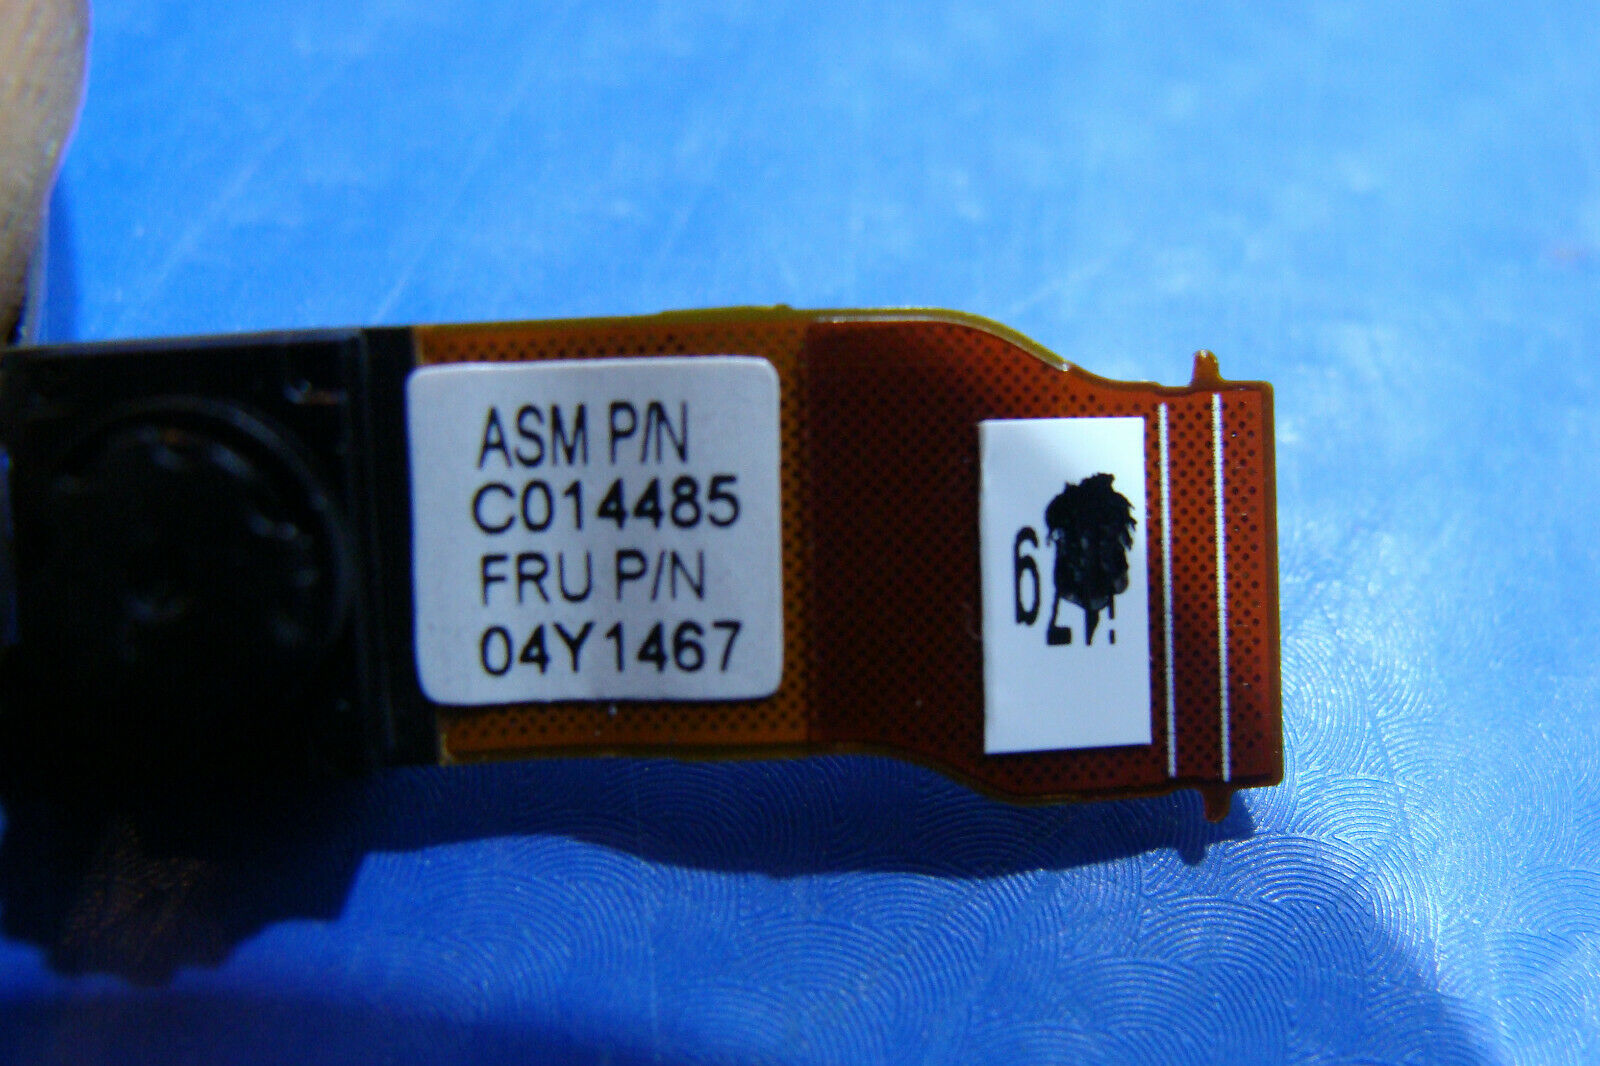 ASM P/N
C014485
FRU P/N
04Y1467